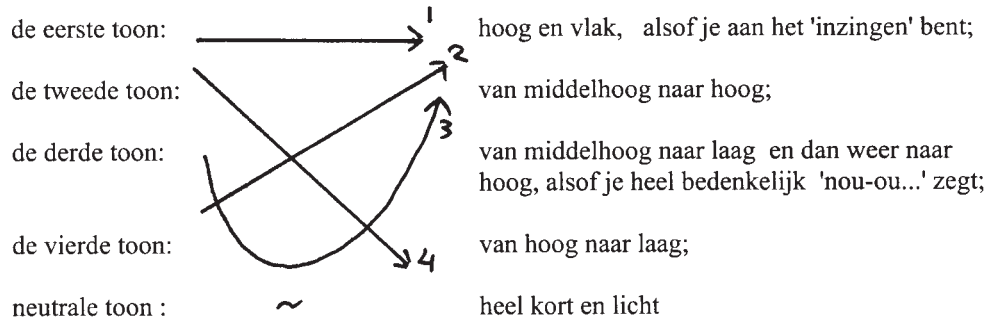 de eerste toon: 1 hoog en vlak, alsof je aan het 'inzingen' bent;
2
de tweede toon: van middelhoog naar hoog;
3
de derde toon: van middelhoog naar laag en dan weer naar
hoog, alsof je heel bedenkelijk 'nou-ou...' zegt;
de vierde toon: 4 van hoog naar laag;
neutrale toon : ~ heel kort en licht